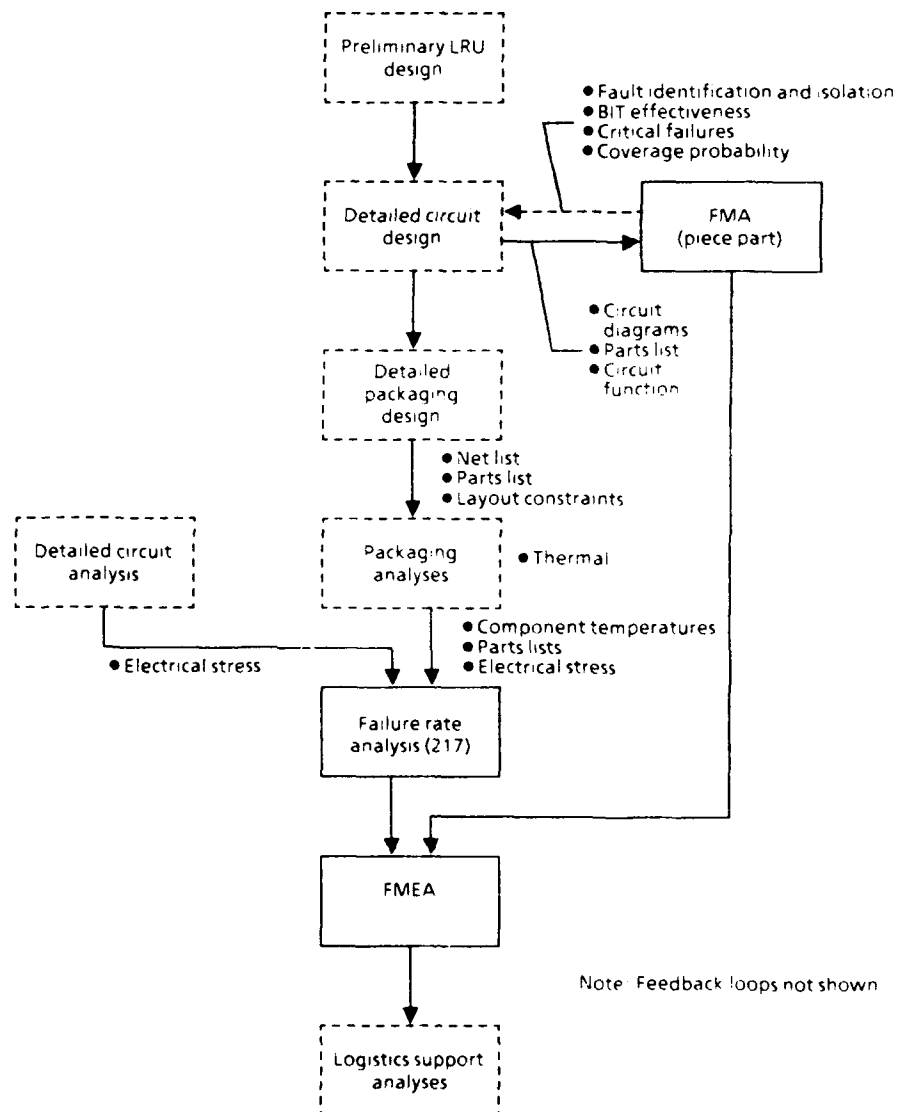 Preliminary LRU
design
● Fault identification and isolation
● BIT effectiveness
● Critical failures
● Coverage probability
Detailed circuit
design
FMA
(piece part)
● Circuit
diagrams
● Parts list
● Circuit
function
Detailed
packaging
design
● Net list
● Parts list
● Layout constraints
Detailed circuit
analysis
Packaging
analyses
● Thermal
● Electrical stress
● Component temperatures
● Parts lists
● Electrical stress
Failure rate
analysis (217)
FMEA
Note: Feedback loops not shown
Logistics support
analyses